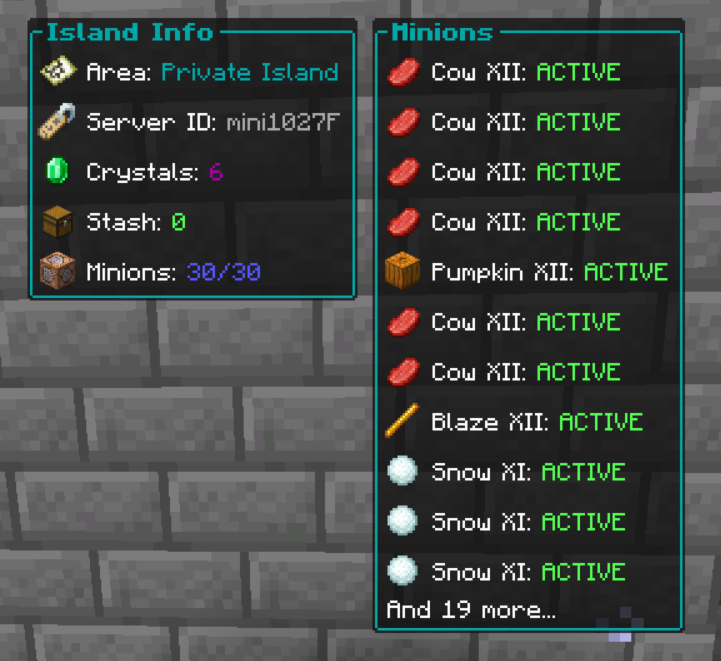 Island Info
Area: Private Island
Server ID: mini1027F
Crystals: 6
Stash: 0
Minions: 30/30
Minions
Cow XII: ACTIVE
Cow XII: ACTIVE
Cow XII: ACTIVE
Cow XII: ACTIVE
Pumpkin XII: ACTIVE
Cow XII: ACTIVE
Cow XII: ACTIVE
Blaze XII: ACTIVE
Snow XI: ACTIVE
Snow XI: ACTIVE
Snow XI: ACTIVE
And 19 more...